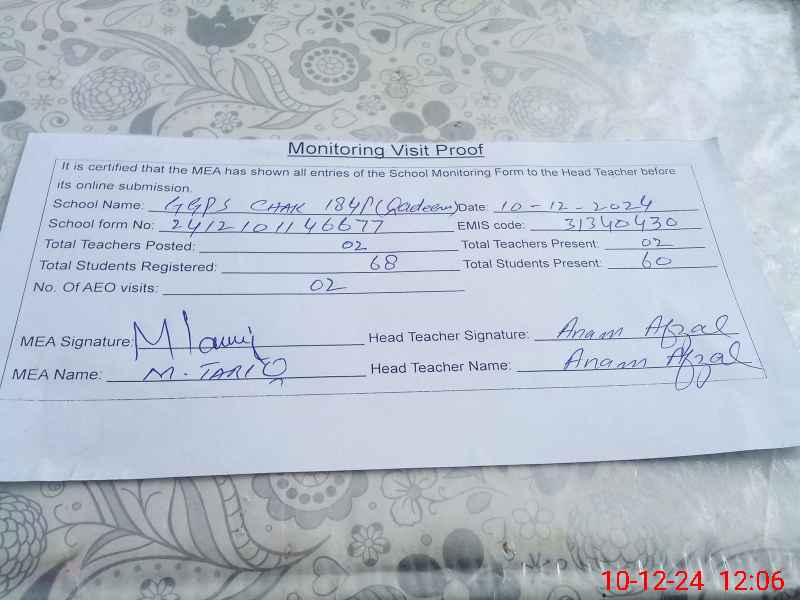 Monitoring Visit Proof
It is certified that the MEA has shown all entries of the School Monitoring Form to the Head Teacher before
its online submission.
School Name: GGPS CHAK 184P(Qadeem) Date: 10-12-2024
School form No: 2412101146677 EMIS code: 31340430
Total Teachers Posted: 02 Total Teachers Present: 02
Total Students Registered: 68 Total Students Present: 60
No. Of AEO visits: 02
MEA Signature: Head Teacher Signature: Anam Afzal
MEA Name: M. TARIQ Head Teacher Name: Anam Afzal
10-12-24 12:06